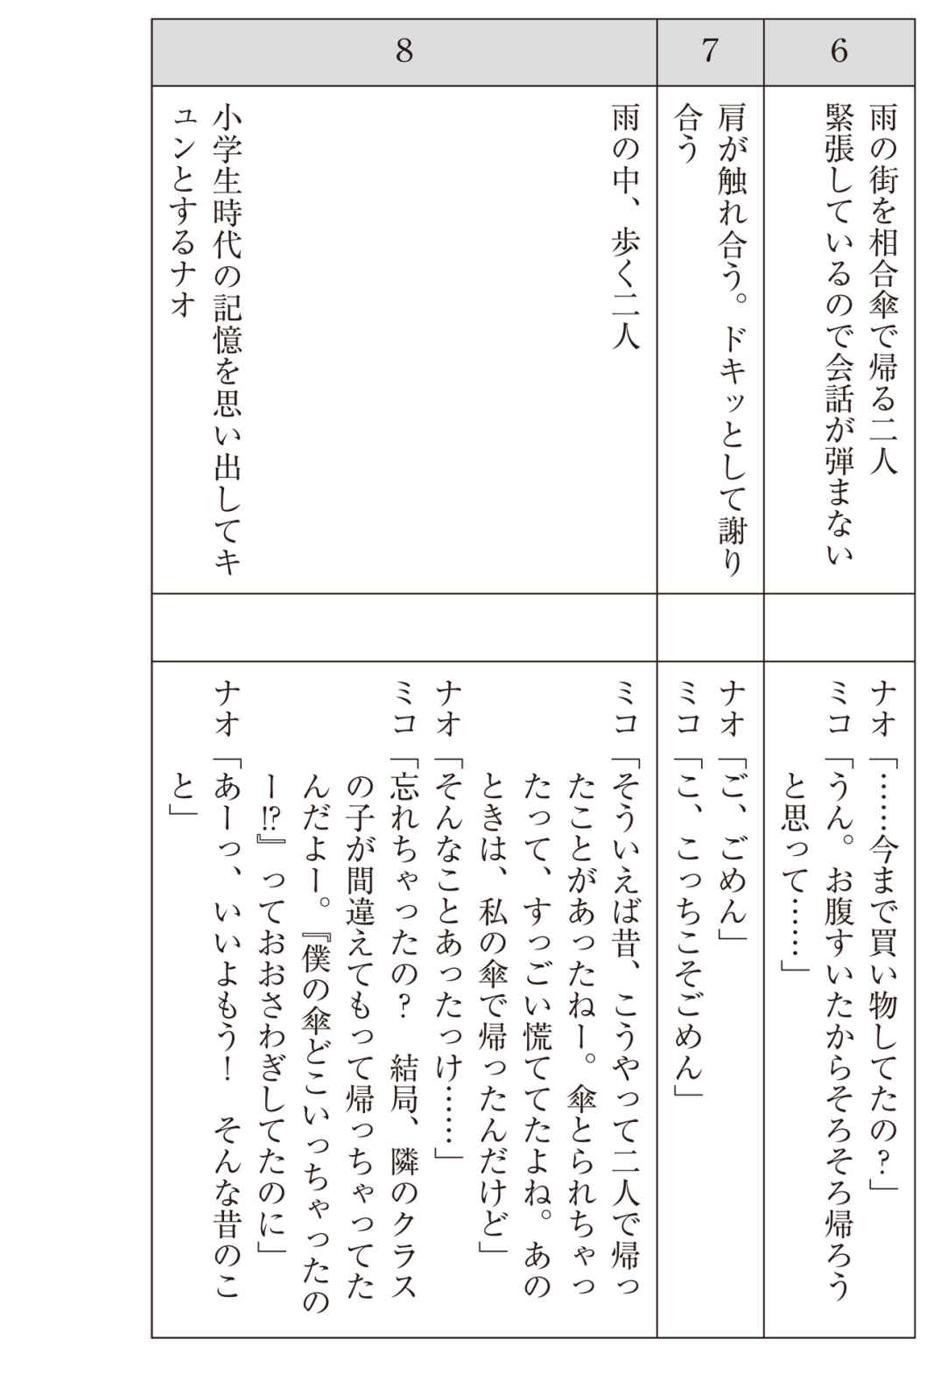 6
雨の街を相合傘で帰る二人
緊張しているので会話が弾まない
ナオ「……今まで買い物してたの？」
ミコ「うん。お腹すいたからそろそろ帰ろう
と思って……」
7
肩が触れ合う。ドキッとして謝り
合う
ナオ「ご、ごめん」
ミコ「こ、こっちこそごめん」
8
雨の中、歩く二人
小学生時代の記憶を思い出してキ
ュンとするナオ
ミコ「そういえば昔、こうやって二人で帰っ
たことがあったねー。傘とられちゃっ
たって、すっごい慌ててたよね。あの
ときは、私の傘で帰ったんだけど」
ナオ「そんなことあったっけ……」
ミコ「忘れちゃったの？　結局、隣のクラス
の子が間違えてもって帰っちゃってた
んだよー。『僕の傘どこいっちゃったの
ー⁉』っておおさわぎしてたのに」
ナオ「あーっ、いいよもう！　そんな昔のこ
と」